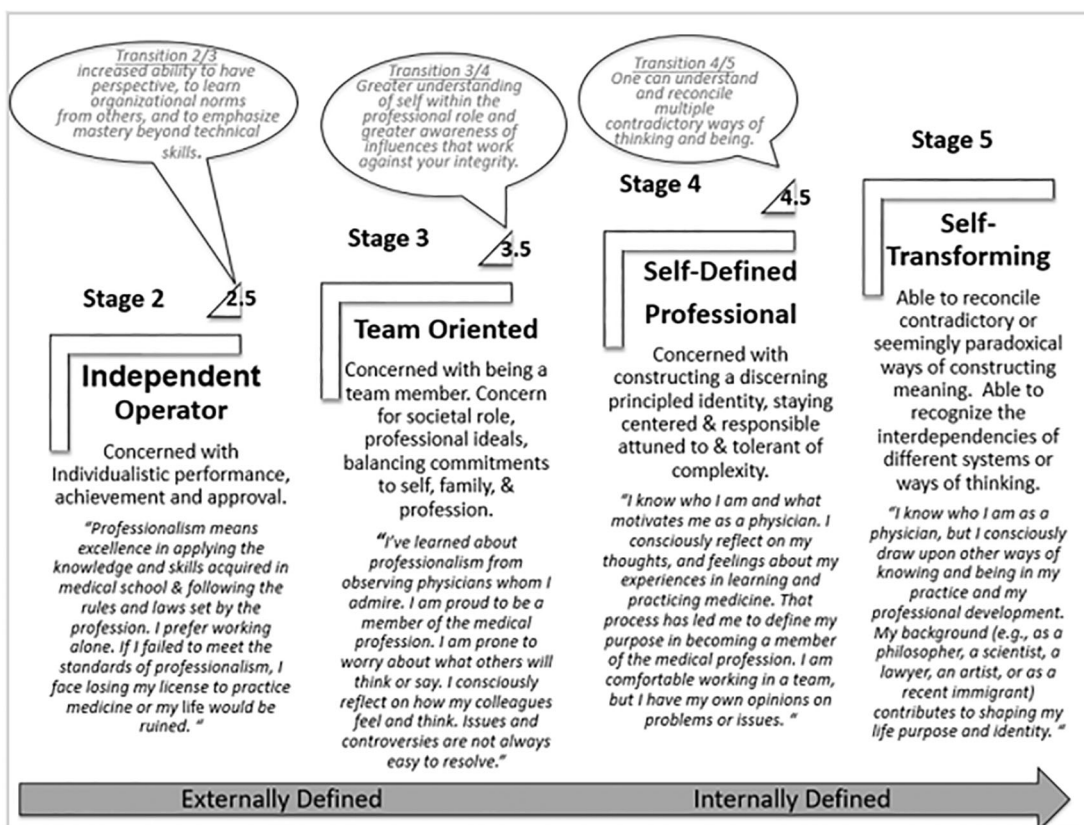 Transition 2/3
increased ability to have
perspective, to learn
organizational norms
from others, and to emphasize
mastery beyond technical
skills.
Stage 2
2.5
Independent
Operator
Concerned with
Individualistic performance,
achievement and approval.
"Professionalism means
excellence in applying the
knowledge and skills acquired in
medical school & following the
rules and laws set by the
profession. I prefer working
alone. If I failed to meet the
standards of professionalism, I
face losing my license to practice
medicine or my life would be
ruined. "
Transition 3/4
Greater understanding
of self within the
professional role and
greater awareness of
influences that work
against your integrity.
Stage 3
3.5
Team Oriented
Concerned with being a
team member. Concern
for societal role,
professional ideals,
balancing commitments
to self, family, &
profession.
"I've learned about
professionalism from
observing physicians whom I
admire. I am proud to be a
member of the medical
profession. I am prone to
worry about what others will
think or say. I consciously
reflect on how my colleagues
feel and think. Issues and
controversies are not always
easy to resolve."
Transition 4/5
One can understand
and reconcile
multiple
contradictory ways of
thinking and being.
Stage 4
4.5
Self-Defined
Professional
Concerned with
constructing a discerning
principled identity, staying
centered & responsible
attuned to & tolerant of
complexity.
"I know who I am and what
motivates me as a physician. I
consciously reflect on my
thoughts, and feelings about my
experiences in learning and
practicing medicine. That
process has led me to define my
purpose in becoming a member
of the medical profession. I am
comfortable working in a team,
but I have my own opinions on
problems or issues. "
Stage 5
Self-
Transforming
Able to reconcile
contradictory or
seemingly paradoxical
ways of constructing
meaning. Able to
recognize the
interdependencies of
different systems or
ways of thinking.
"I know who I am as a
physician, but I consciously
draw upon other ways of
knowing and being in my
practice and my
professional development.
My background (e.g., as a
philosopher, a scientist, a
lawyer, an artist, or as a
recent immigrant)
contributes to shaping my
life purpose and identity. "
Externally Defined
Internally Defined